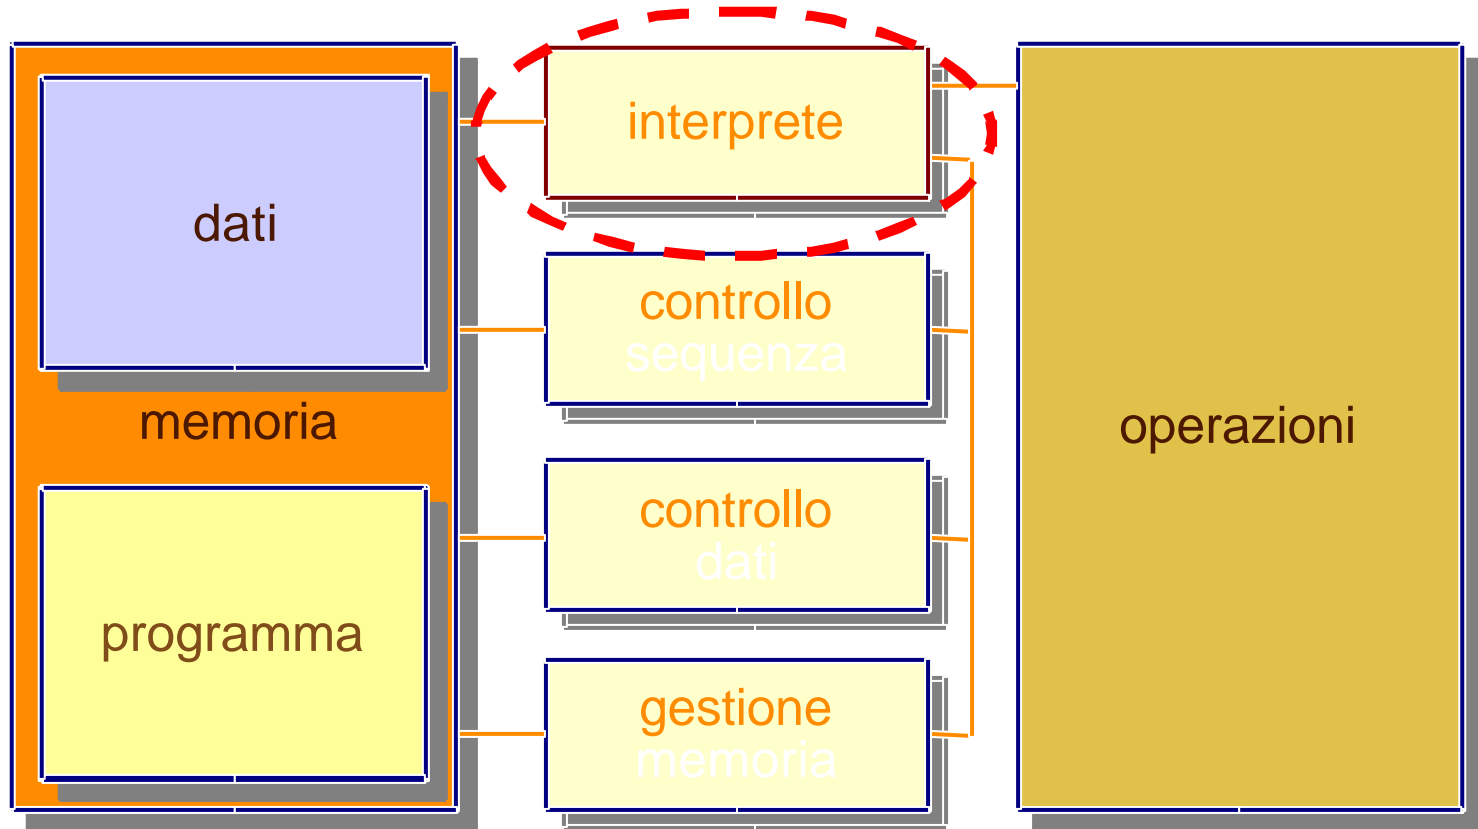 dati
memoria
programma
interprete
controllo
sequenza
controllo
dati
gestione
memoria
operazioni